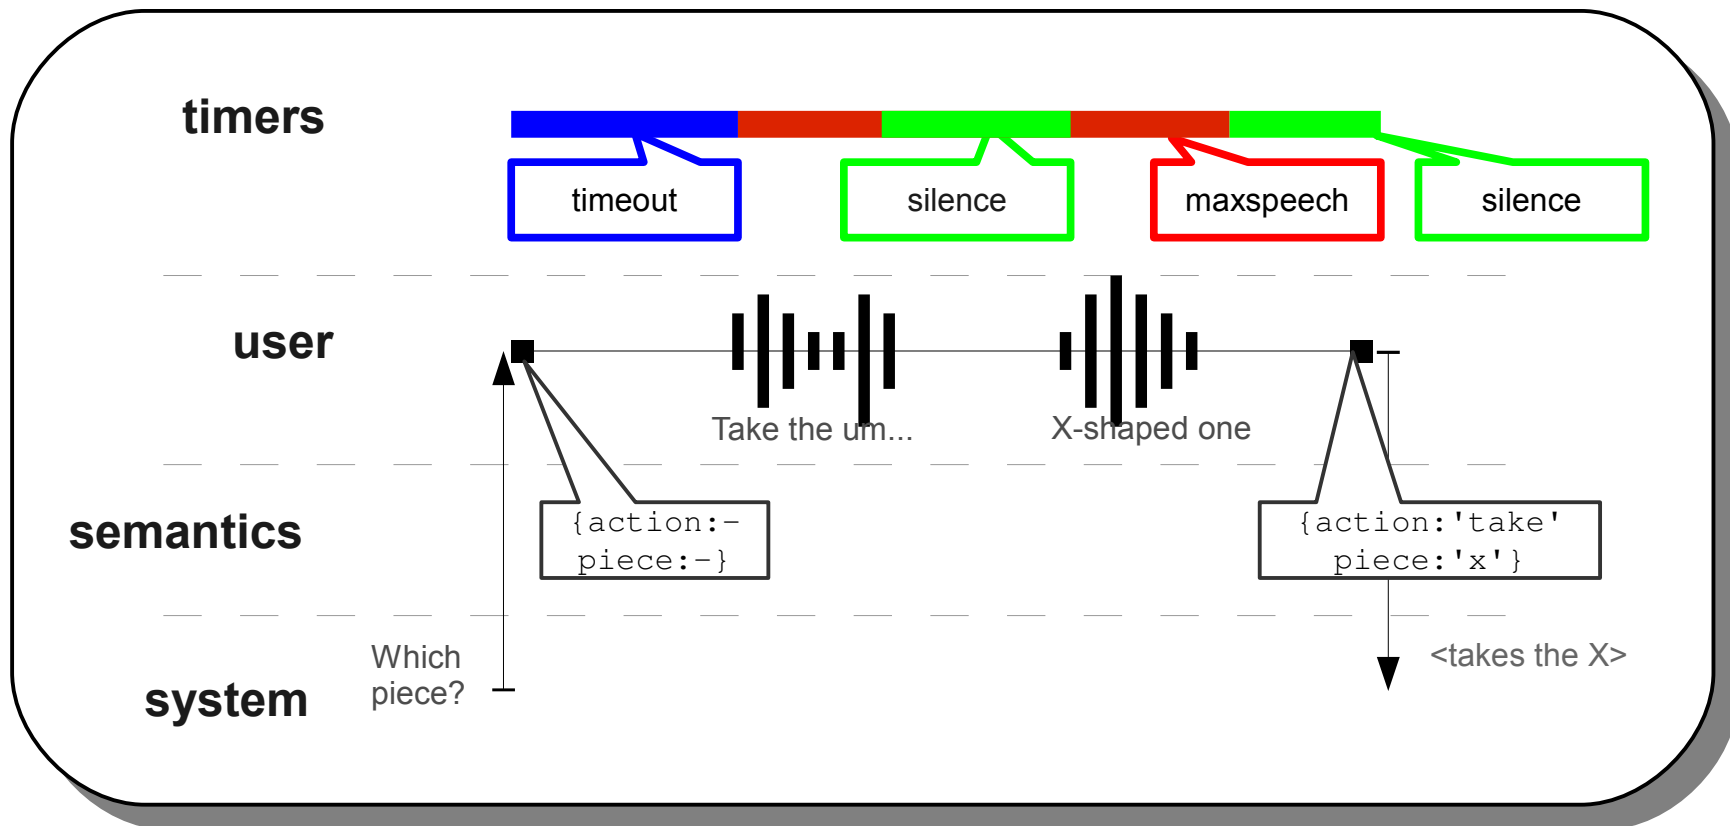 timers
timeout
silence
maxspeech
silence
user
Take the um...
X-shaped one
semantics
{action:-
piece:-}
{action:'take'
piece:'x'}
system
Which
piece?
<takes the X>